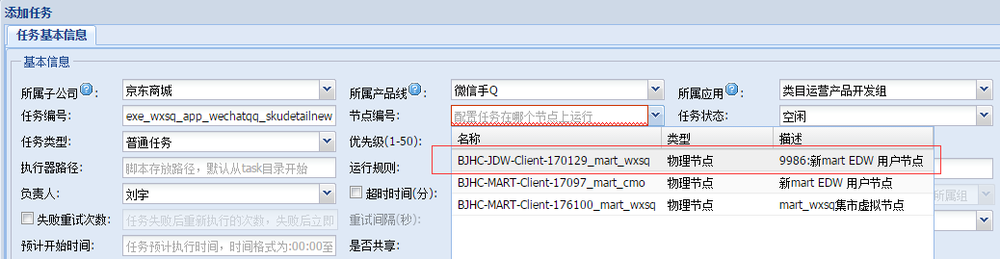 添加任务
任务基本信息
基本信息
所属子公司?: 京东商城 所属产品线?: 微信手Q 所属应用?: 类目运营产品开发组
任务编号: exe_wxsq_app_wechatqq_skudetailnew 节点编号: 配置任务在哪个节点上运行 任务状态: 空闲
名称 类型 描述
任务类型: 普通任务 优先级(1-50):
BJHC-JDW-Client-170129_mart_wxsq 物理节点 9986:新mart EDW 用户节点
执行器路径: 脚本存放路径，默认从task目录开始 运行规则:
BJHC-MART-Client-17097_mart_cmo 物理节点 新mart EDW 用户节点
负责人: 刘宇 超时时间(分): 所属组
BJHC-MART-Client-176100_mart_wxsq 物理节点 mart_wxsq集市虚拟节点
失败重试次数: 任务失败后重新执行的次数，失败后立即 重试间隔(秒):
预计开始时间: 任务预计执行时间，时间格式为:00:00至 是否共享: